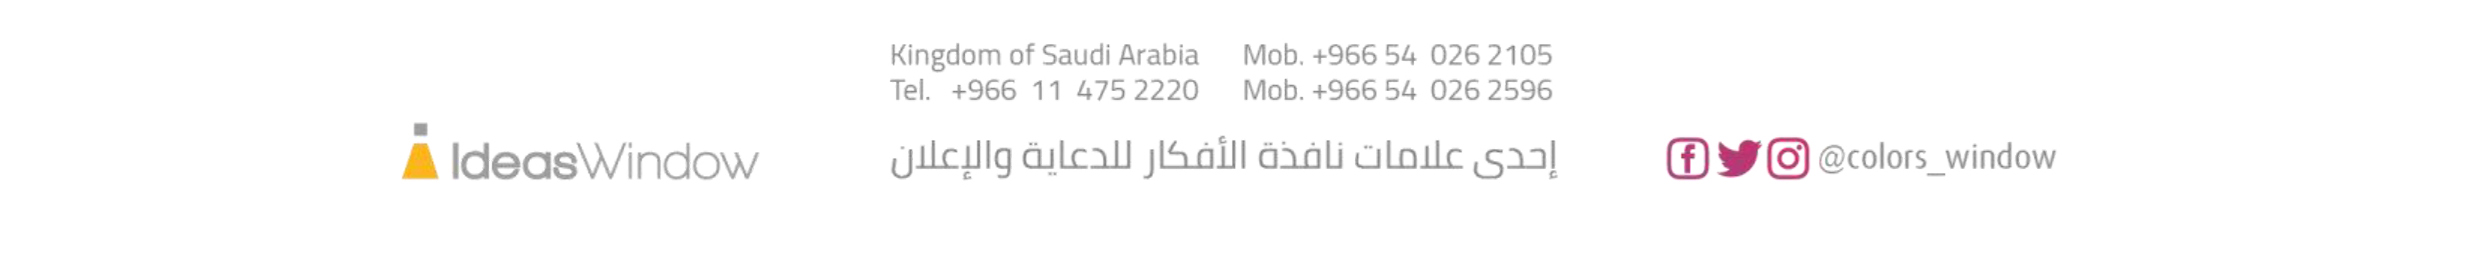 Kingdom of Saudi Arabia Mob. +966 54 026 2105
Tel. +966 11 475 2220 Mob. +966 54 026 2596
IdeasWindow
إحدى علامات نافذة الأفكار للدعاية والإعلان
@colors_window